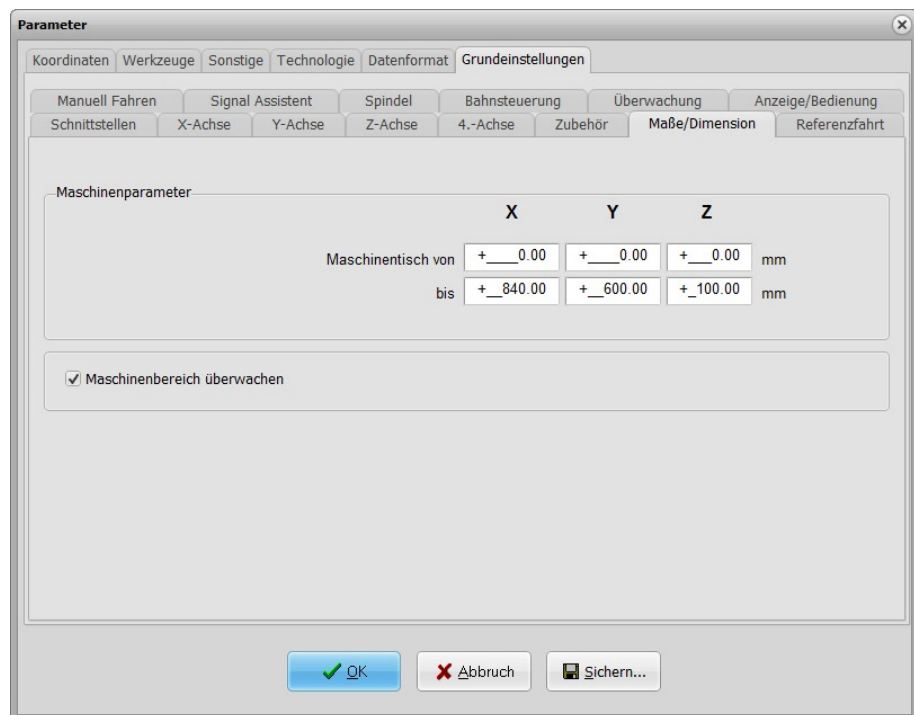 Parameter
Koordinaten Werkzeuge Sonstige Technologie Datenformat Grundeinstellungen
Manuell Fahren Signal Assistent Spindel Bahnsteuerung Überwachung Anzeige/Bedienung
Schnittstellen X-Achse Y-Achse Z-Achse 4.-Achse Zubehör Maße/Dimension Referenzfahrt
Maschinenparameter
X Y Z
Maschinentisch von +____0.00 +____0.00 +___0.00 mm
bis +__840.00 +__600.00 +_100.00 mm
Maschinenbereich überwachen
OK Abbruch Sichern...